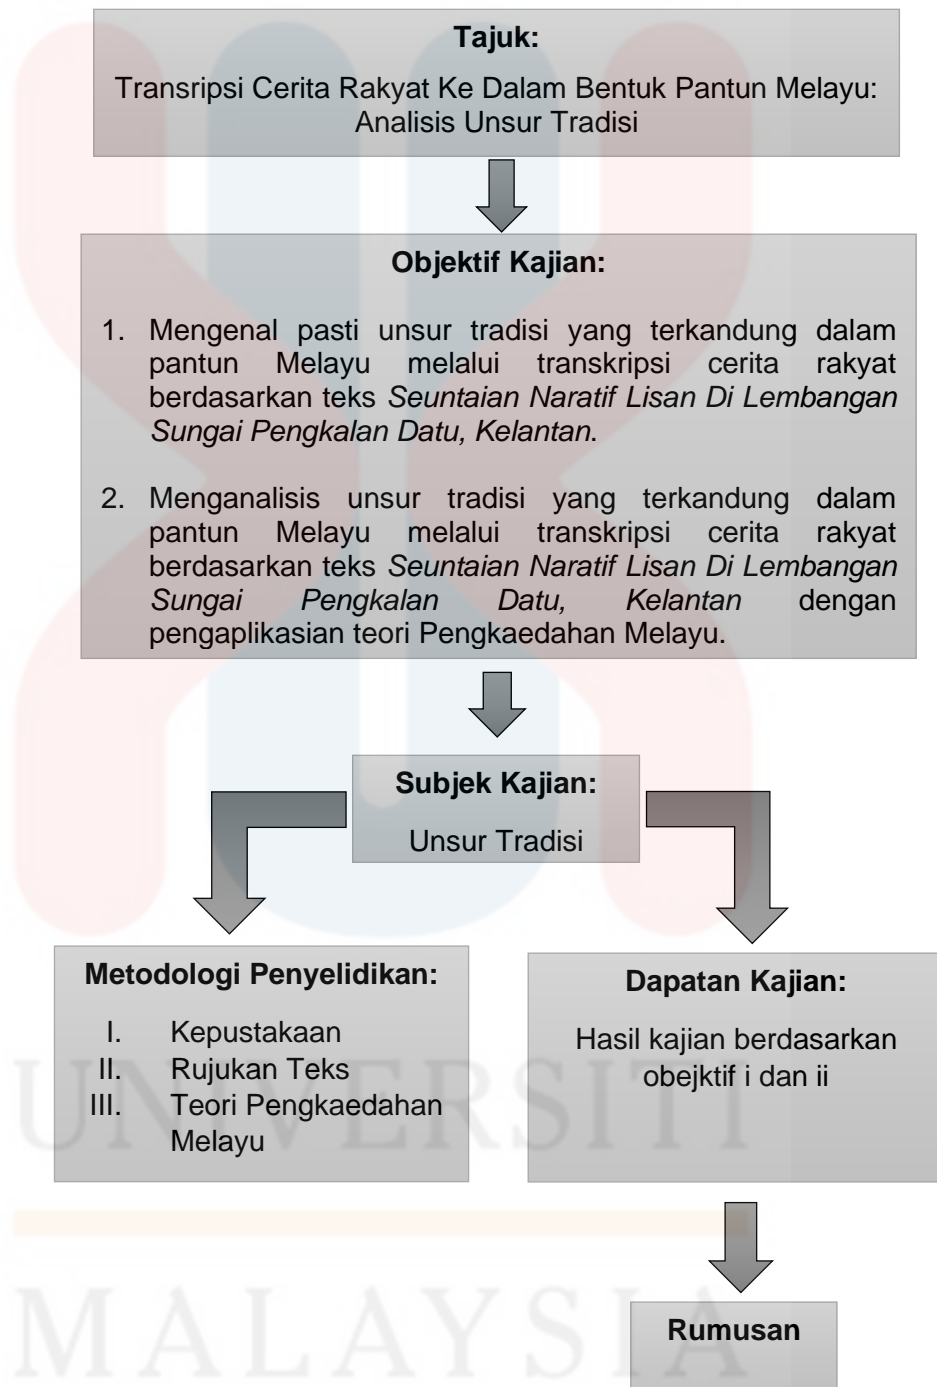 Tajuk:
Transripsi Cerita Rakyat Ke Dalam Bentuk Pantun Melayu:
Analisis Unsur Tradisi
Objektif Kajian:
1. Mengenal pasti unsur tradisi yang terkandung dalam
pantun Melayu melalui transkripsi cerita rakyat
berdasarkan teks Seuntaian Naratif Lisan Di Lembangan
Sungai Pengkalan Datu, Kelantan.
2. Menganalisis unsur tradisi yang terkandung dalam
pantun Melayu melalui transkripsi cerita rakyat
berdasarkan teks Seuntaian Naratif Lisan Di Lembangan
Sungai Pengkalan Datu, Kelantan dengan
pengaplikasian teori Pengkaedahan Melayu.
Subjek Kajian:
Unsur Tradisi
Metodologi Penyelidikan:
I. Kepustakaan
II. Rujukan Teks
III. Teori Pengkaedahan
Melayu
Dapatan Kajian:
Hasil kajian berdasarkan
obejktif i dan ii
UNIVERSITI
Rumusan
MALAYSIA